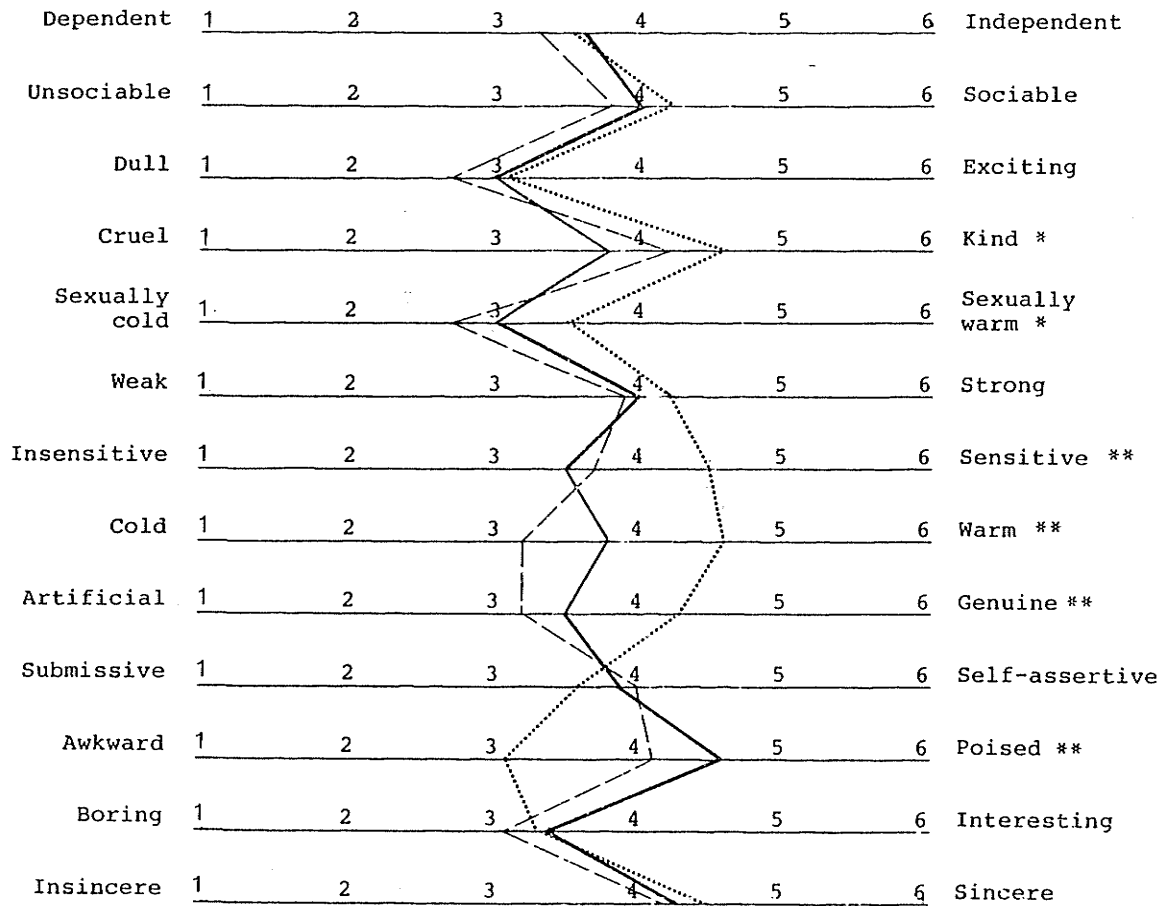 Dependent 1 2 3 4 5 6 Independent
Unsociable 1 2 3 4 5 6 Sociable
Dull 1 2 3 4 5 6 Exciting
Cruel 1 2 3 4 5 6 Kind *
Sexually cold 1 2 3 4 5 6 Sexually warm *
Weak 1 2 3 4 5 6 Strong
Insensitive 1 2 3 4 5 6 Sensitive **
Cold 1 2 3 4 5 6 Warm **
Artificial 1 2 3 4 5 6 Genuine **
Submissive 1 2 3 4 5 6 Self-assertive
Awkward 1 2 3 4 5 6 Poised **
Boring 1 2 3 4 5 6 Interesting
Insincere 1 2 3 4 5 6 Sincere